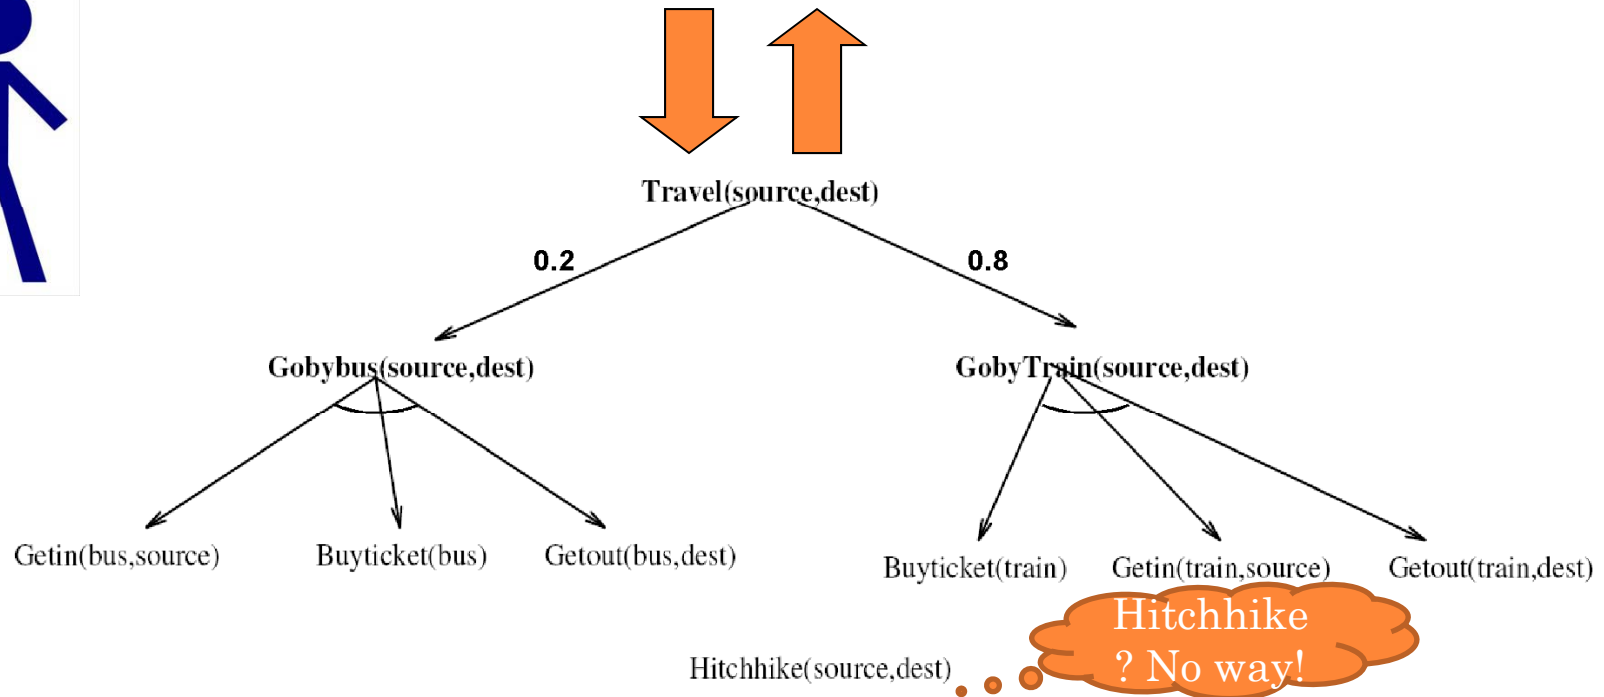 Travel(source,dest)
0.2
0.8
Gobybus(source,dest)
GobyTrain(source,dest)
Getin(bus,source)
Buyticket(bus)
Getout(bus,dest)
Buyticket(train)
Getin(train,source)
Getout(train,dest)
Hitchhike
? No way!
Hitchhike(source,dest)